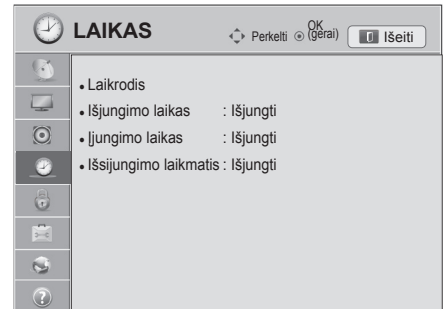 LAIKAS
Perkelti OK (gerai) Išeiti
Laikrodis
Išjungimo laikas : Išjungti
Įjungimo laikas : Išjungti
Išsijungimo laikmatis : Išjungti